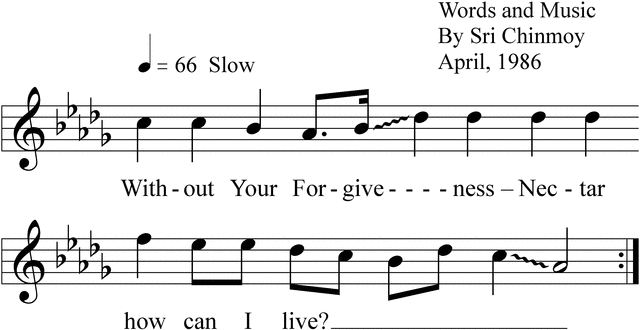 Words and Music
By Sri Chinmoy
April, 1986
= 66 Slow
With-out Your For-give----ness – Nec-tar
how can I live?